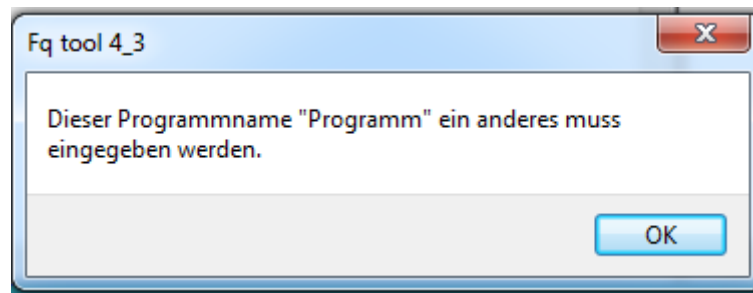 Fq tool 4_3
Dieser Programmname "Programm" ein anderes muss
eingegeben werden.
OK